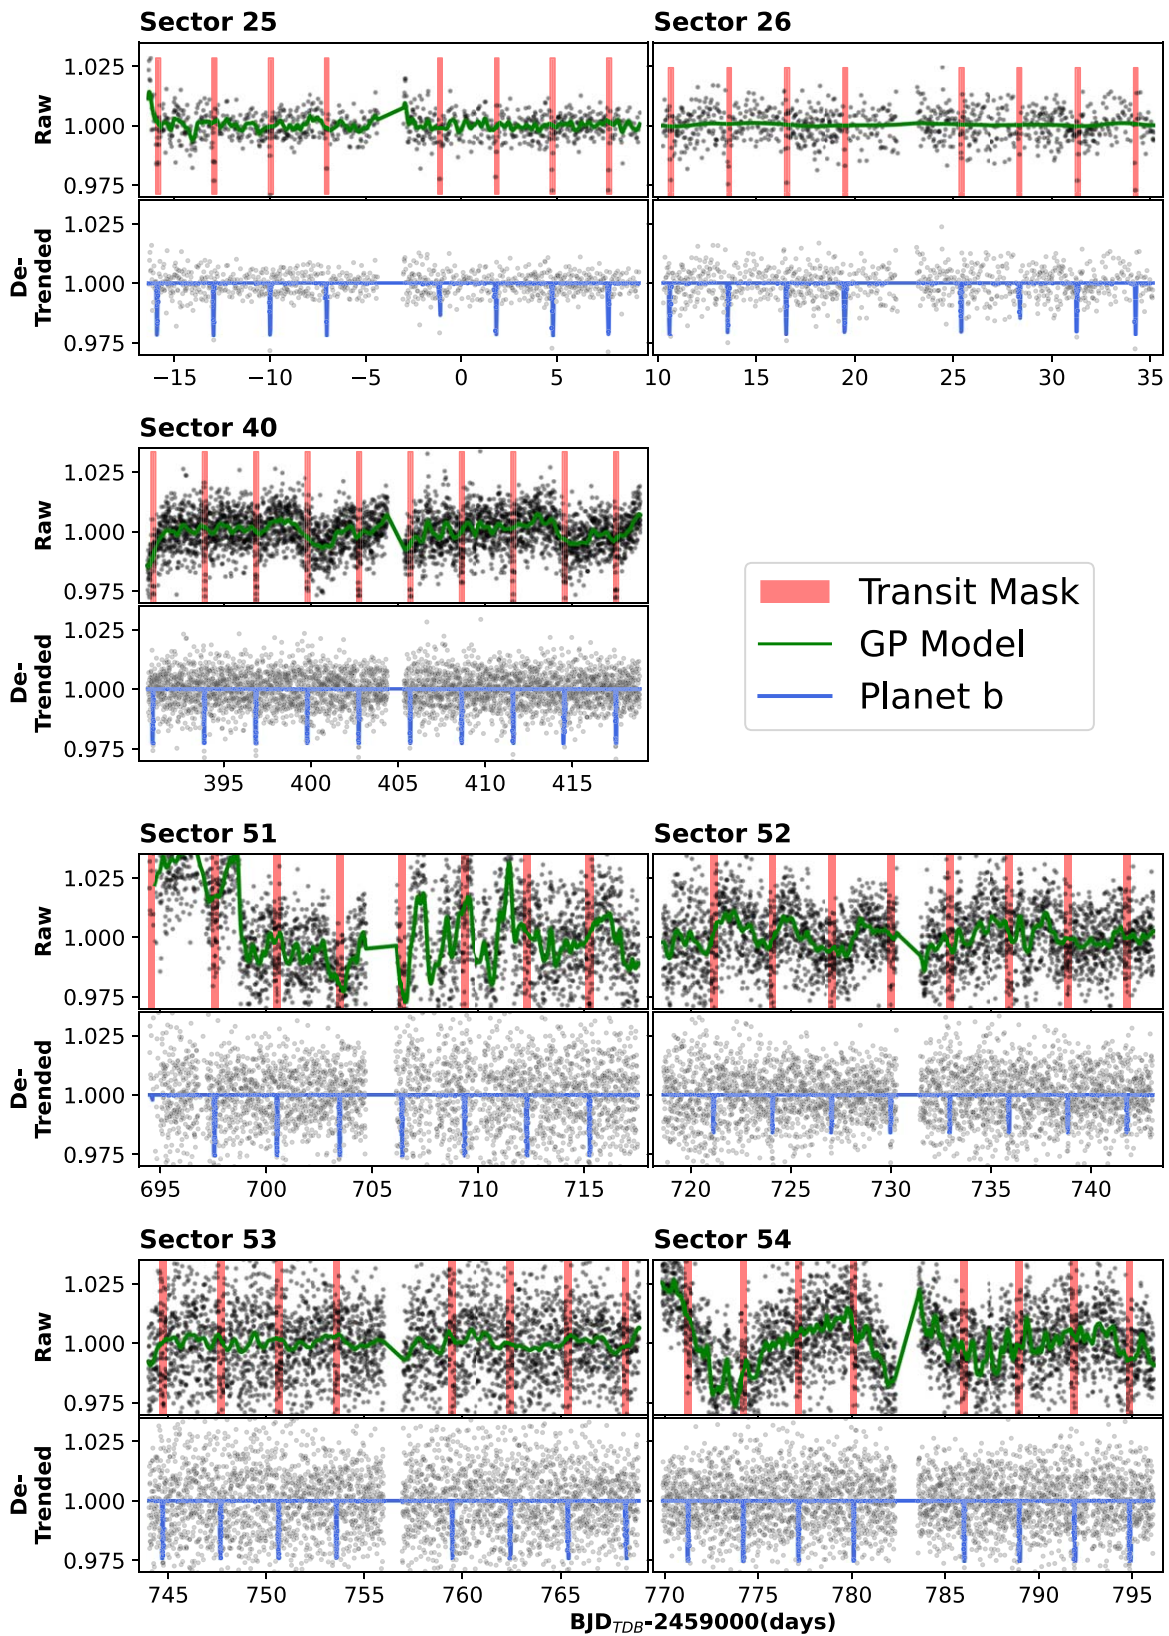 Sector 25 Sector 26
1.025
Raw
1.000
0.975
1.025
De-
Trended
1.000
0.975
−15 −10 −5 0 5 10 15 20 25 30 35
Sector 40
1.025
Raw
1.000
0.975
1.025
De-
Trended
1.000
0.975
395 400 405 410 415
Transit Mask
GP Model
Planet b
Sector 51 Sector 52
1.025
Raw
1.000
0.975
1.025
De-
Trended
1.000
0.975
695 700 705 710 715 720 725 730 735 740
Sector 53 Sector 54
1.025
Raw
1.000
0.975
1.025
De-
Trended
1.000
0.975
745 750 755 760 765 770 775 780 785 790 795
BJD_TDB-2459000(days)